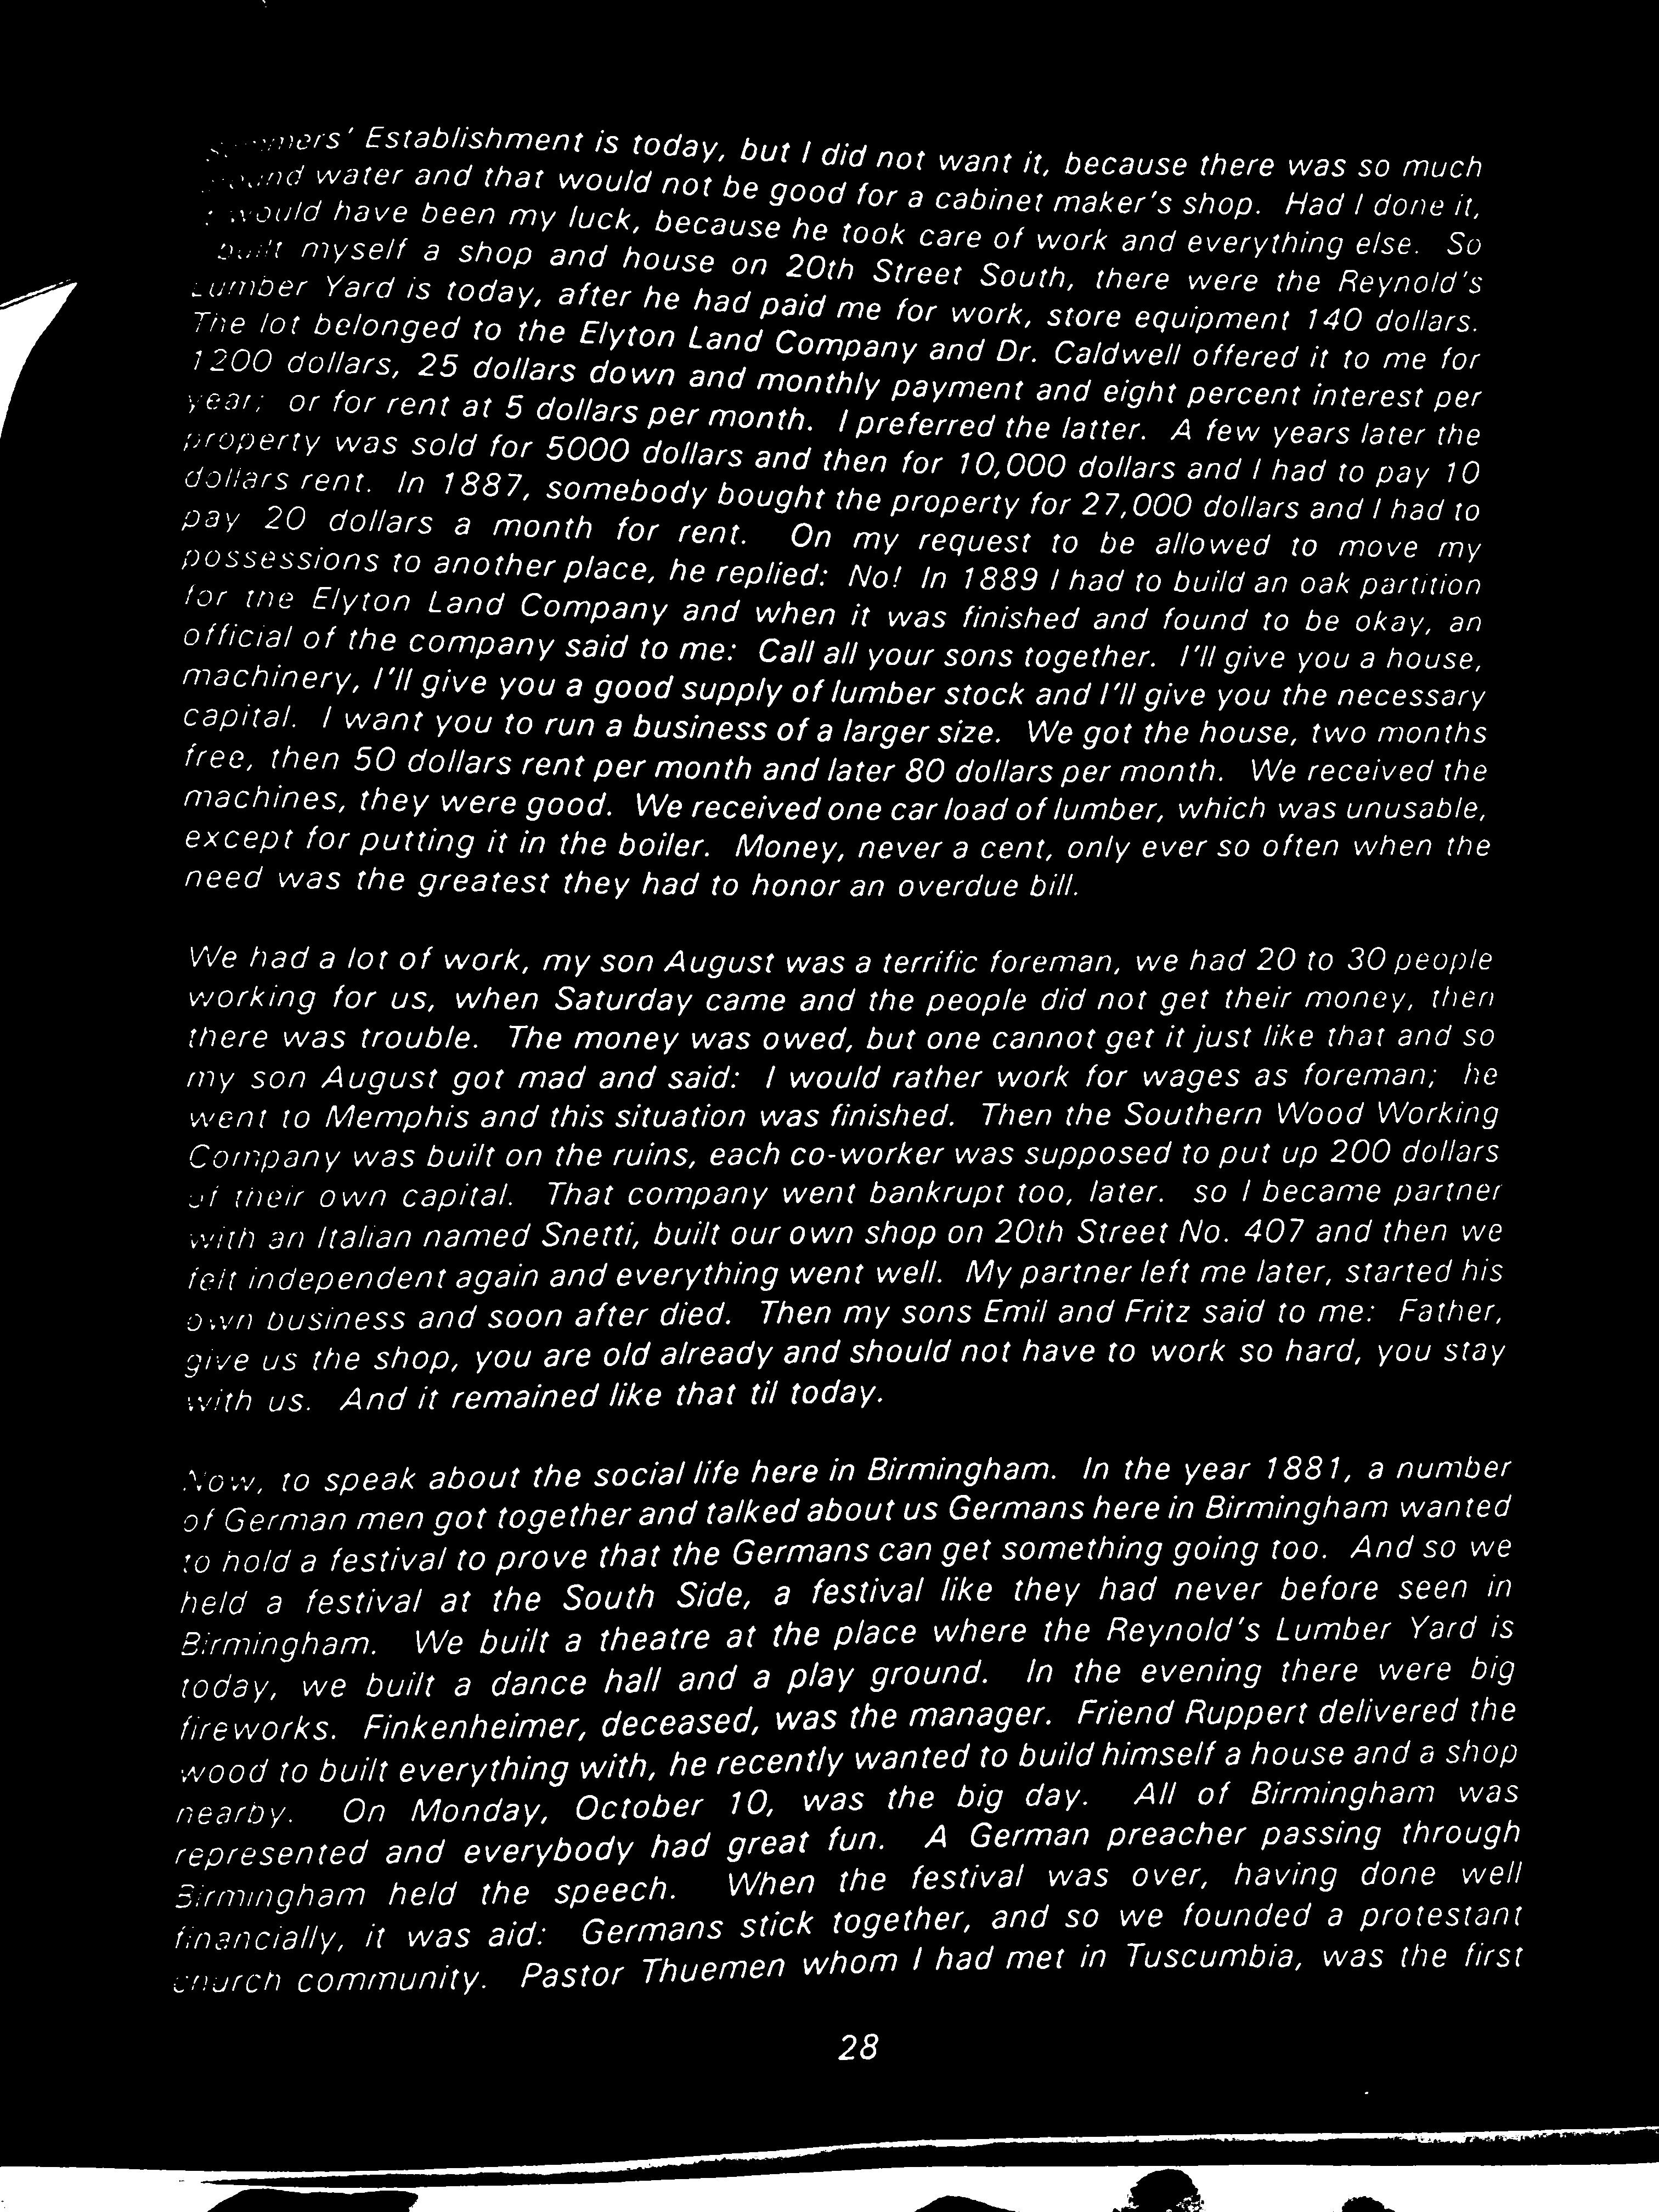 Establishment is today, but I did not want it, because there was so much
water and that would not be good for a cabinet maker's shop. Had I done it,
would have been my luck, because he took care of work and everything else. So
built myself a shop and house on 20th Street South, there were the Reynold's
Lumber Yard is today, after he had paid me for work, store equipment 140 dollars.
The lot belonged to the Elyton Land Company and Dr. Caldwell offered it to me for
1200 dollars, 25 dollars down and monthly payment and eight percent interest per
year; or for rent at 5 dollars per month. I preferred the latter. A few years later the
property was sold for 5000 dollars and then for 10,000 dollars and I had to pay 10
dollars rent. In 1887, somebody bought the property for 27,000 dollars and I had to
pay 20 dollars a month for rent. On my request to be allowed to move my
possessions to another place, he replied: No! In 1889 I had to build an oak partition
for the Elyton Land Company and when it was finished and found to be okay, an
official of the company said to me: Call all your sons together. I'll give you a house,
machinery, I'll give you a good supply of lumber stock and I'll give you the necessary
capital. I want you to run a business of a larger size. We got the house, two months
free, then 50 dollars rent per month and later 80 dollars per month. We received the
machines, they were good. We received one car load of lumber, which was unusable,
except for putting it in the boiler. Money, never a cent, only ever so often when the
need was the greatest they had to honor an overdue bill.
We had a lot of work, my son August was a terrific foreman, we had 20 to 30 people
working for us, when Saturday came and the people did not get their money, then
there was trouble. The money was owed, but one cannot get it just like that and so
my son August got mad and said: I would rather work for wages as foreman; he
went to Memphis and this situation was finished. Then the Southern Wood Working
Company was built on the ruins, each co-worker was supposed to put up 200 dollars
of their own capital. That company went bankrupt too, later. so I became partner
with an Italian named Snetti, built our own shop on 20th Street No. 407 and then we
felt independent again and everything went well. My partner left me later, started his
own business and soon after died. Then my sons Emil and Fritz said to me: Father,
give us the shop, you are old already and should not have to work so hard, you stay
with us. And it remained like that til today.
Now, to speak about the social life here in Birmingham. In the year 1881, a number
of German men got together and talked about us Germans here in Birmingham wanted
to hold a festival to prove that the Germans can get something going too. And so we
held a festival at the South Side, a festival like they had never before seen in
Birmingham. We built a theatre at the place where the Reynold's Lumber Yard is
today, we built a dance hall and a play ground. In the evening there were big
fireworks. Finkenheimer, deceased, was the manager. Friend Ruppert delivered the
wood to built everything with, he recently wanted to build himself a house and a shop
nearby. On Monday, October 10, was the big day. All of Birmingham was
represented and everybody had great fun. A German preacher passing through
Birmingham held the speech. When the festival was over, having done well
financially, it was aid: Germans stick together, and so we founded a protestant
church community. Pastor Thuemen whom I had met in Tuscumbia, was the first
28